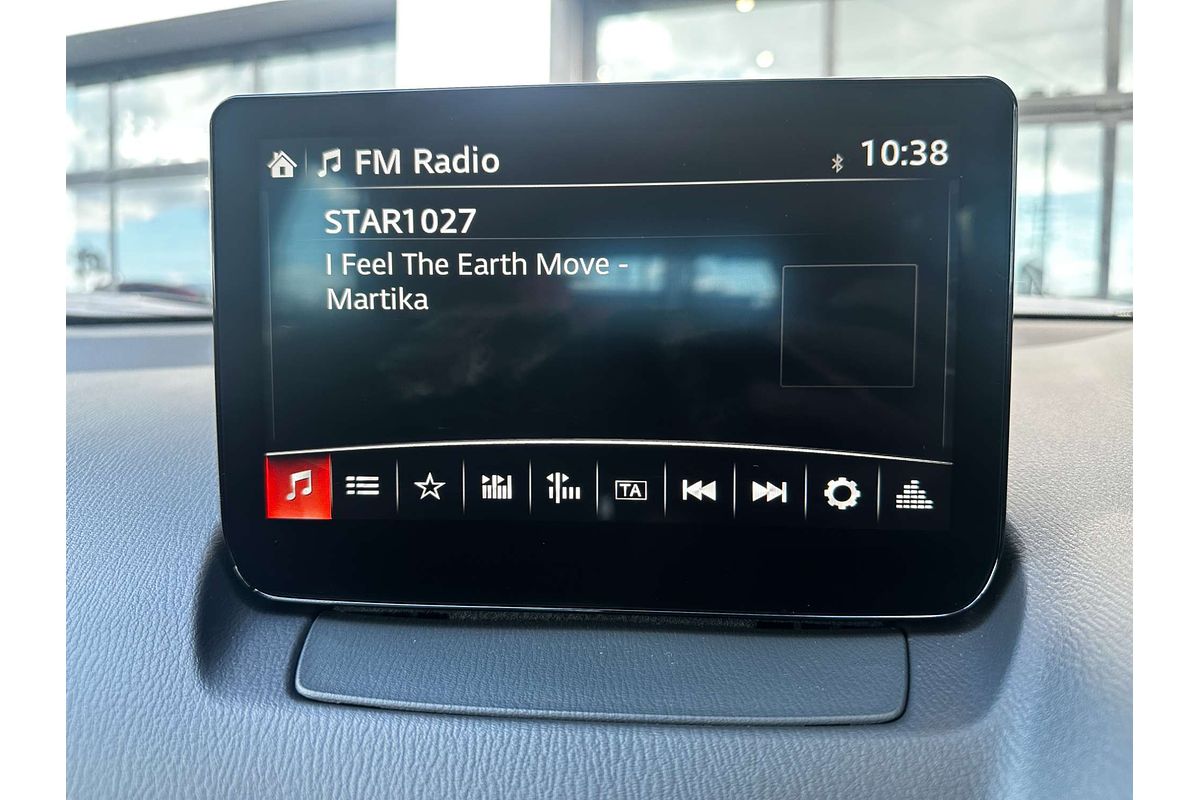 FM Radio
10:38
STAR1027
I Feel The Earth Move -
Martika
TA